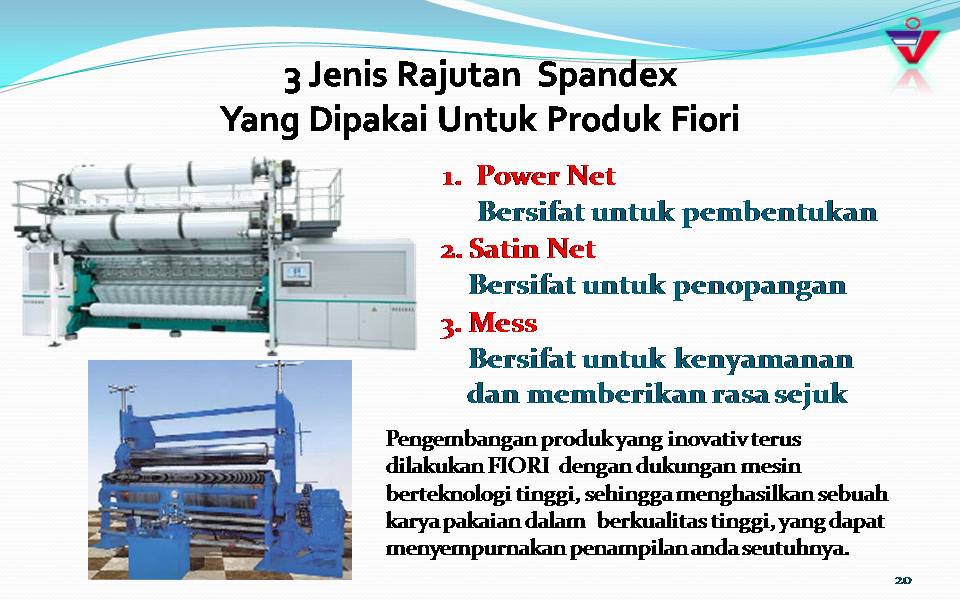 3 Jenis Rajutan Spandex
Yang Dipakai Untuk Produk Fiori
1. Power Net
Bersifat untuk pembentukan
2. Satin Net
Bersifat untuk penopangan
3. Mess
Bersifat untuk kenyamanan
dan memberikan rasa sejuk
Pengembangan produk yang inovativ terus
dilakukan FIORI dengan dukungan mesin
berteknologi tinggi, sehingga menghasilkan sebuah
karya pakaian dalam berkualitas tinggi, yang dapat
menyempurnakan penampilan anda seutuhnya.
20